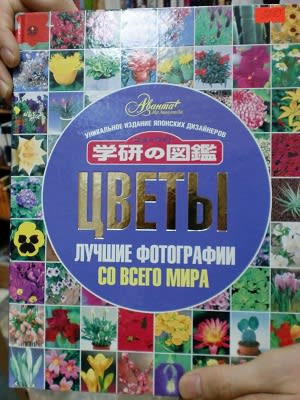 Аванта+
УНИКАЛЬНОЕ ИЗДАНИЕ ЯПОНСКИХ ДИЗАЙНЕРОВ
学研の図鑑
ЦВЕТЫ
ЛУЧШИЕ ФОТОГРАФИИ
СО ВСЕГО МИРА